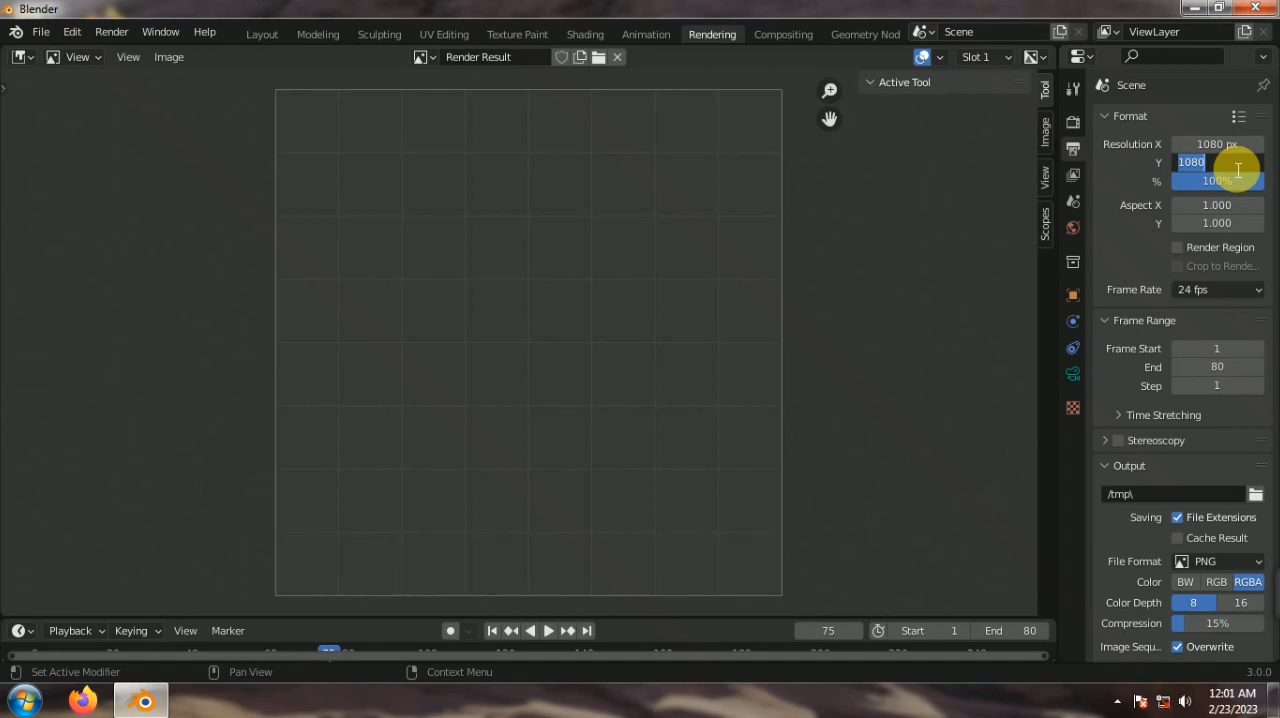 Blender
File Edit Render Window Help Layout Modeling Sculpting UV Editing Texture Paint Shading Animation Rendering Compositing Geometry Nod Scene ViewLayer
View View Image Render Result Slot 1
Active Tool
Tool
Image
View
Scopes
Scene
Format
Resolution X 1080 px
Y 1080
% 100%
Aspect X 1.000
Y 1.000
Render Region
Crop to Rende...
Frame Rate 24 fps
Frame Range
Frame Start 1
End 80
Step 1
Time Stretching
Stereoscopy
Output
/tmp\
Saving File Extensions
Cache Result
File Format PNG
Color BW RGB RGBA
Color Depth 8 16
Compression 15%
Image Sequ... Overwrite
Playback Keying View Marker 75 Start 1 End 80
75
Set Active Modifier Pan View Context Menu 3.0.0
12:01 AM
2/23/2023